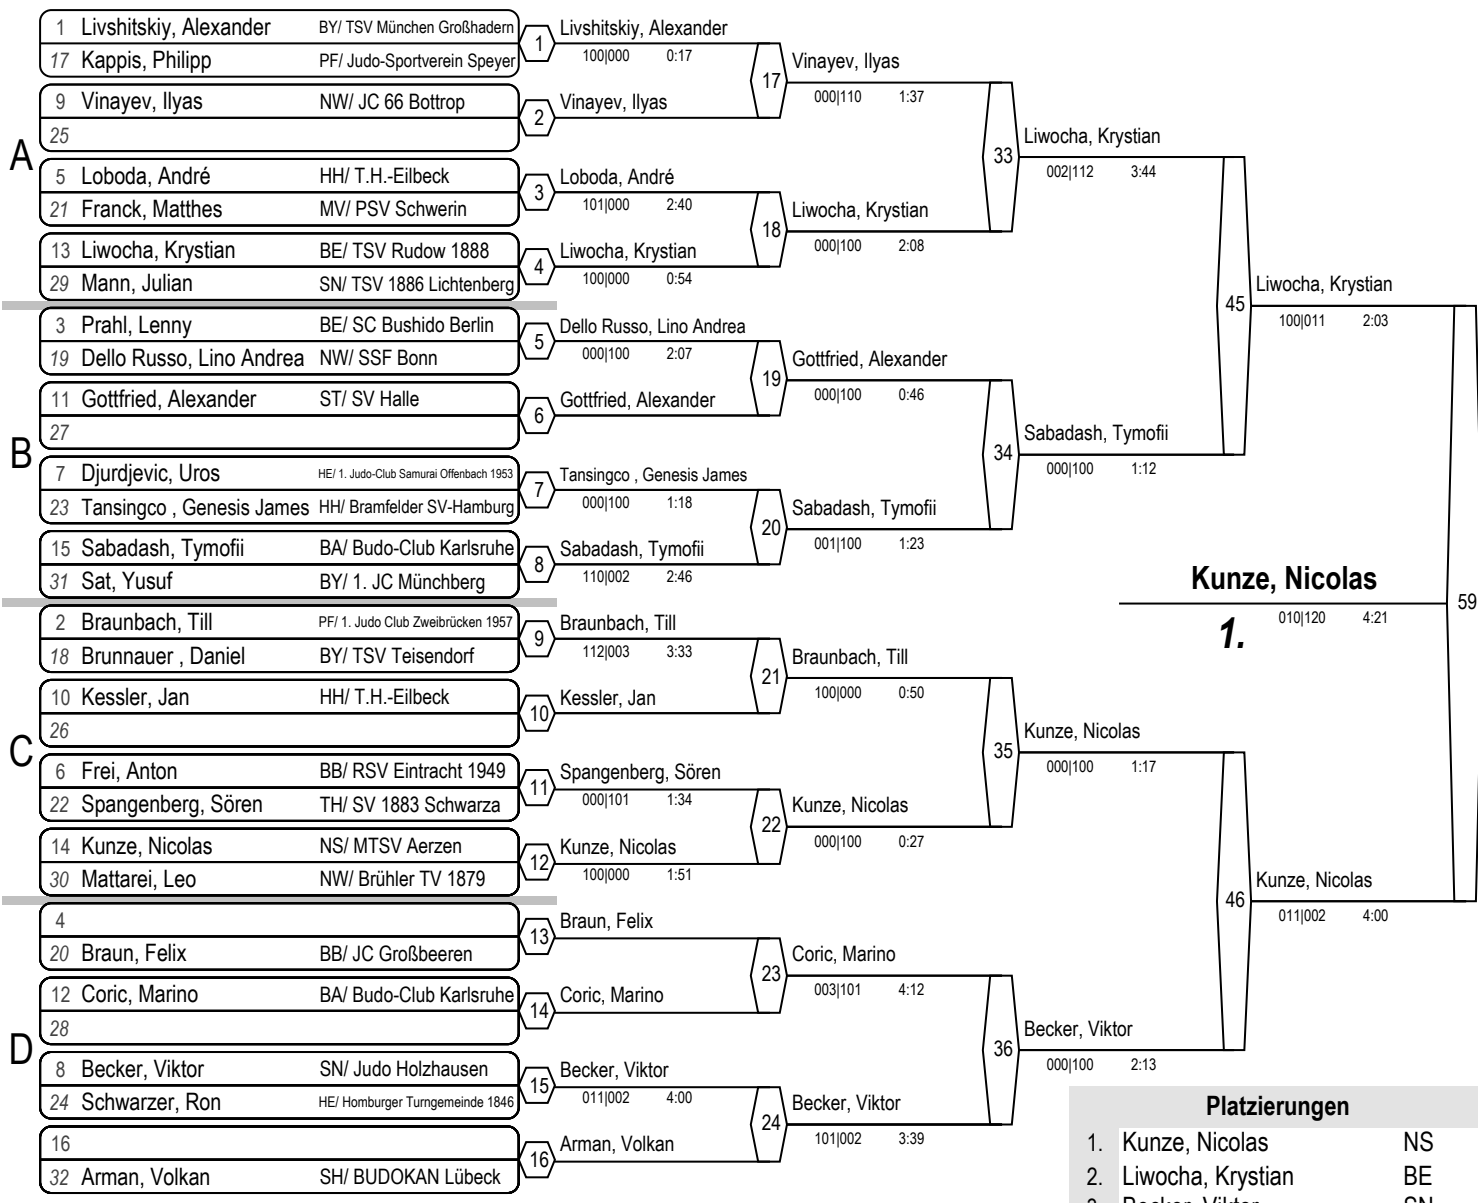 A
1 Livshitskiy, Alexander BY/ TSV München Großhadern
17 Kappis, Philipp PF/ Judo-Sportverein Speyer
9 Vinayev, Ilyas NW/ JC 66 Bottrop
25
5 Loboda, André HH/ T.H.-Eilbeck
21 Franck, Matthes MV/ PSV Schwerin
13 Liwocha, Krystian BE/ TSV Rudow 1888
29 Mann, Julian SN/ TSV 1886 Lichtenberg
B
3 Prahl, Lenny BE/ SC Bushido Berlin
19 Dello Russo, Lino Andrea NW/ SSF Bonn
11 Gottfried, Alexander ST/ SV Halle
27
7 Djurdjevic, Uros HE/ 1. Judo-Club Samurai Offenbach 1953
23 Tansingco , Genesis James HH/ Bramfelder SV-Hamburg
15 Sabadash, Tymofii BA/ Budo-Club Karlsruhe
31 Sat, Yusuf BY/ 1. JC Münchberg
C
2 Braunbach, Till PF/ 1. Judo Club Zweibrücken 1957
18 Brunnauer , Daniel BY/ TSV Teisendorf
10 Kessler, Jan HH/ T.H.-Eilbeck
26
6 Frei, Anton BB/ RSV Eintracht 1949
22 Spangenberg, Sören TH/ SV 1883 Schwarza
14 Kunze, Nicolas NS/ MTSV Aerzen
30 Mattarei, Leo NW/ Brühler TV 1879
D
4
20 Braun, Felix BB/ JC Großbeeren
12 Coric, Marino BA/ Budo-Club Karlsruhe
28
8 Becker, Viktor SN/ Judo Holzhausen
24 Schwarzer, Ron HE/ Homburger Turngemeinde 1846
16
32 Arman, Volkan SH/ BUDOKAN Lübeck
1 Livshitskiy, Alexander
100|000 0:17
2 Vinayev, Ilyas
3 Loboda, André
101|000 2:40
4 Liwocha, Krystian
100|000 0:54
5 Dello Russo, Lino Andrea
000|100 2:07
6 Gottfried, Alexander
7 Tansingco , Genesis James
000|100 1:18
8 Sabadash, Tymofii
110|002 2:46
9 Braunbach, Till
112|003 3:33
10 Kessler, Jan
11 Spangenberg, Sören
000|101 1:34
12 Kunze, Nicolas
100|000 1:51
13 Braun, Felix
14 Coric, Marino
15 Becker, Viktor
011|002 4:00
16 Arman, Volkan
17 Vinayev, Ilyas
000|110 1:37
18 Liwocha, Krystian
000|100 2:08
19 Gottfried, Alexander
000|100 0:46
20 Sabadash, Tymofii
001|100 1:23
21 Braunbach, Till
100|000 0:50
22 Kunze, Nicolas
000|100 0:27
23 Coric, Marino
003|101 4:12
24 Becker, Viktor
101|002 3:39
33 Liwocha, Krystian
002|112 3:44
34 Sabadash, Tymofii
000|100 1:12
35 Kunze, Nicolas
000|100 1:17
36 Becker, Viktor
000|100 2:13
45 Liwocha, Krystian
100|011 2:03
46 Kunze, Nicolas
011|002 4:00
Kunze, Nicolas
59
1. 010|120 4:21
Platzierungen
1. Kunze, Nicolas NS
2. Liwocha, Krystian BE